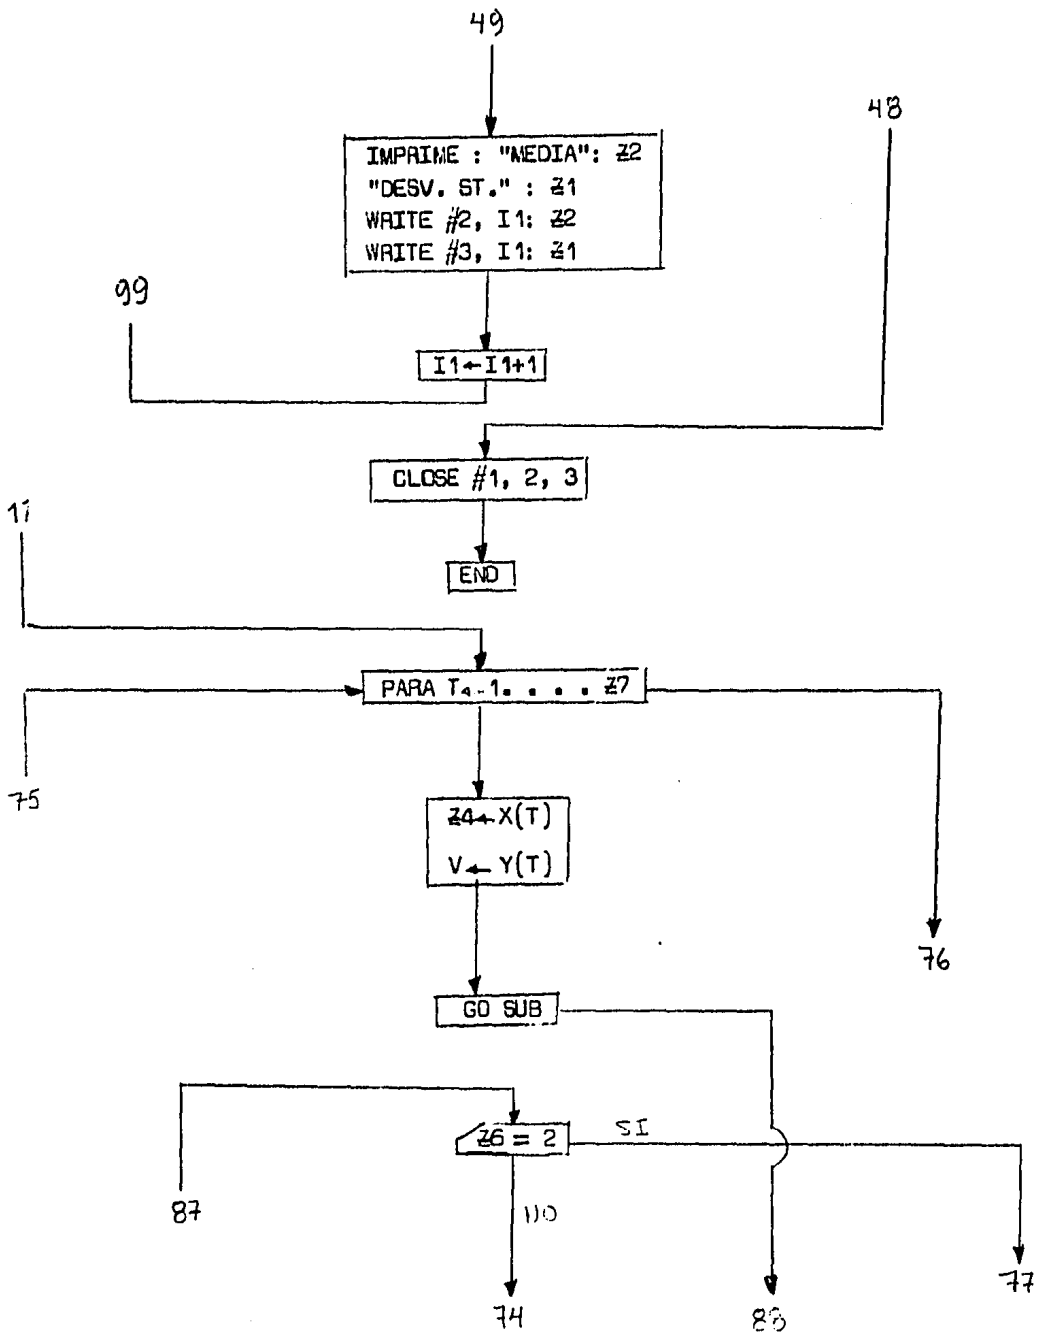 49
48
IMPRIME : "MEDIA": Z2
"DESV. ST." : Z1
WRITE #2, I1: Z2
WRITE #3, I1: Z1
99
I1←I1+1
CLOSE #1, 2, 3
END
PARA T←1. . . . Z7
75
Z4←X(T)
V←Y(T)
76
GO SUB
Z6 = 2
SI
87
NO
74
77